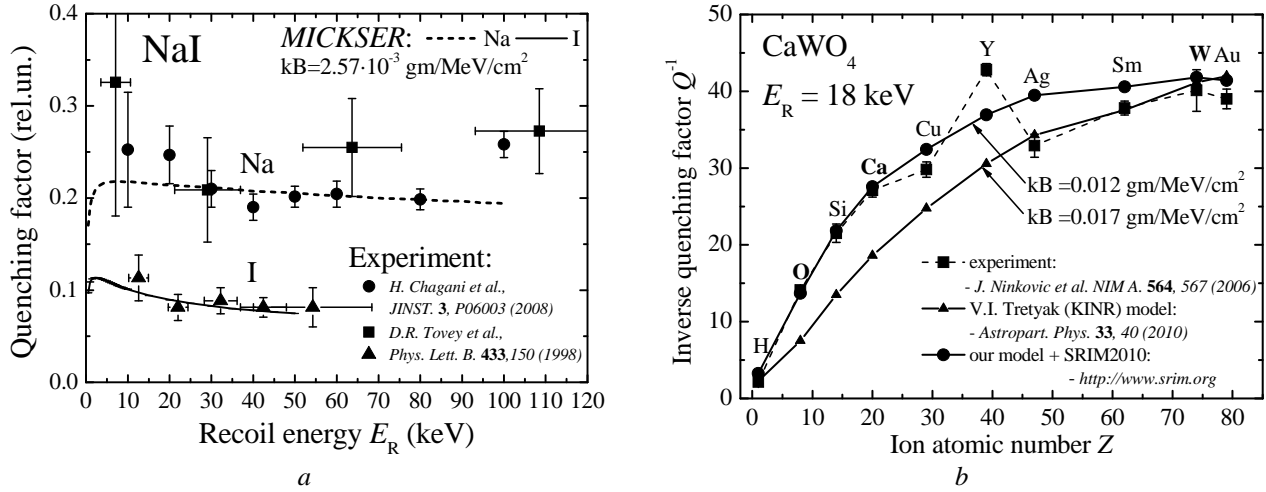 NaI
MICKSER: Na I
kB=2.57·10⁻³ gm/MeV/cm²
Na
I
Experiment:
H. Chagani et al.,
JINST. 3, P06003 (2008)
D.R. Tovey et al.,
Phys. Lett. B. 433,150 (1998)
Quenching factor (rel.un.)
0.4
0.3
0.2
0.1
0.0
0 10 20 30 40 50 60 70 80 90 100 110 120
Recoil energy E_R (keV)
a
CaWO₄
E_R = 18 keV
H
O
Si
Ca
Cu
Y
Ag
Sm
W
Au
kB =0.012 gm/MeV/cm²
kB =0.017 gm/MeV/cm²
experiment:
- J. Ninkovic et al. NIM A. 564, 567 (2006)
V.I. Tretyak (KINR) model:
- Astropart. Phys. 33, 40 (2010)
our model + SRIM2010:
- http://www.srim.org
Inverse quenching factor Q⁻¹
50
40
30
20
10
0
0 10 20 30 40 50 60 70 80
Ion atomic number Z
b